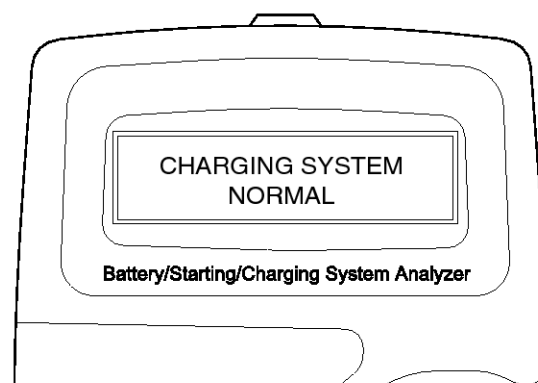 CHARGING SYSTEM
NORMAL
Battery/Starting/Charging System Analyzer